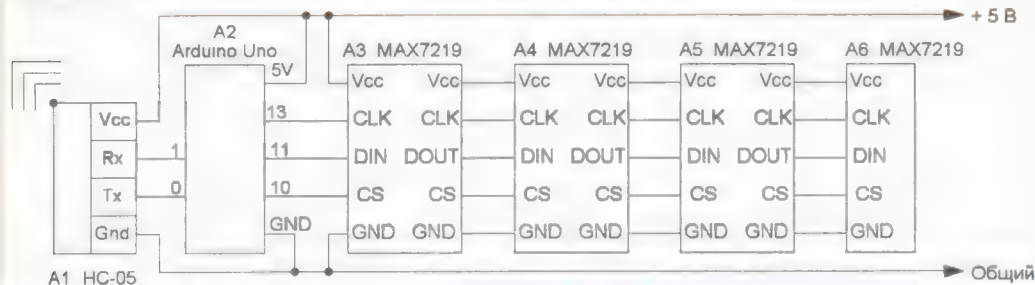 + 5 В
A2
Arduino Uno
A3 MAX7219 A4 MAX7219 A5 MAX7219 A6 MAX7219
5V
Vcc Vcc Vcc Vcc Vcc Vcc Vcc
Vcc 13 CLK CLK CLK CLK CLK CLK CLK
Rx 1 11 DIN DOUT DIN DOUT DIN DOUT DIN
Tx 0 10 CS CS CS CS CS CS CS
Gnd GND GND GND GND GND GND GND GND
A1 HC-05
Общий